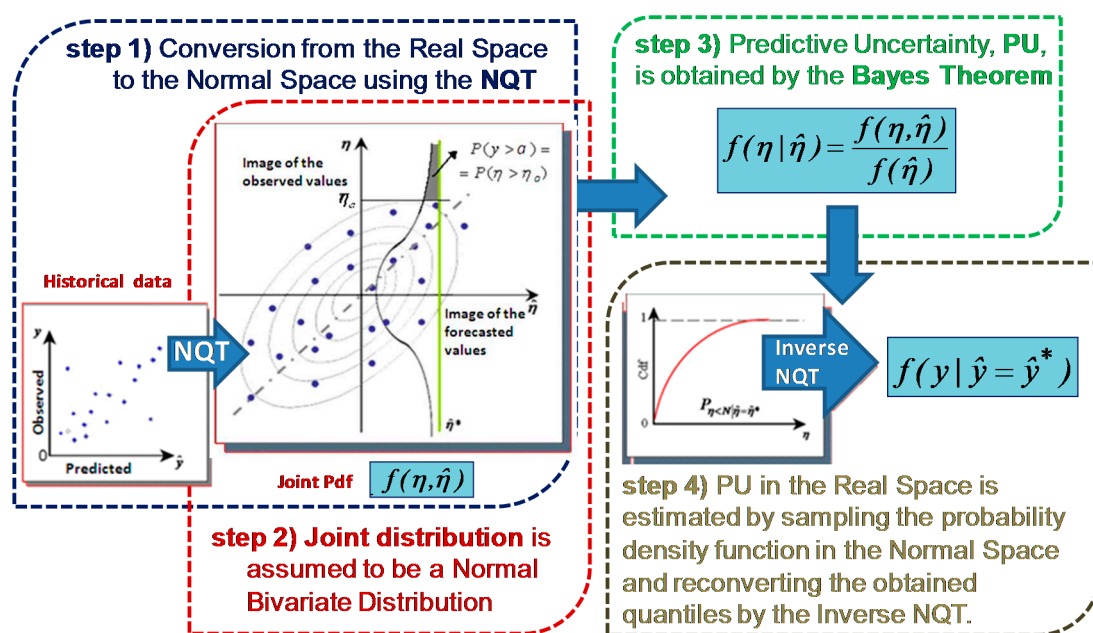 step 1) Conversion from the Real Space
to the Normal Space using the NQT
Historical data
y
Observed
0
Predicted
ŷ
NQT
Image of the
observed values
η
P(y>a) =
= P(η>ηₐ)
ηₐ
η̂
Image of the
forecasted
values
η̂*
Joint Pdf
f(η,η̂)
step 2) Joint distribution is
assumed to be a Normal
Bivariate Distribution
step 3) Predictive Uncertainty, PU,
is obtained by the Bayes Theorem
f(η|η̂)= f(η,η̂) / f(η̂)
1
Cdf
0
P η<N|η̂=η̂*
η
Inverse
NQT
f(y|ŷ = ŷ*)
step 4) PU in the Real Space is
estimated by sampling the probability
density function in the Normal Space
and reconverting the obtained
quantiles by the Inverse NQT.